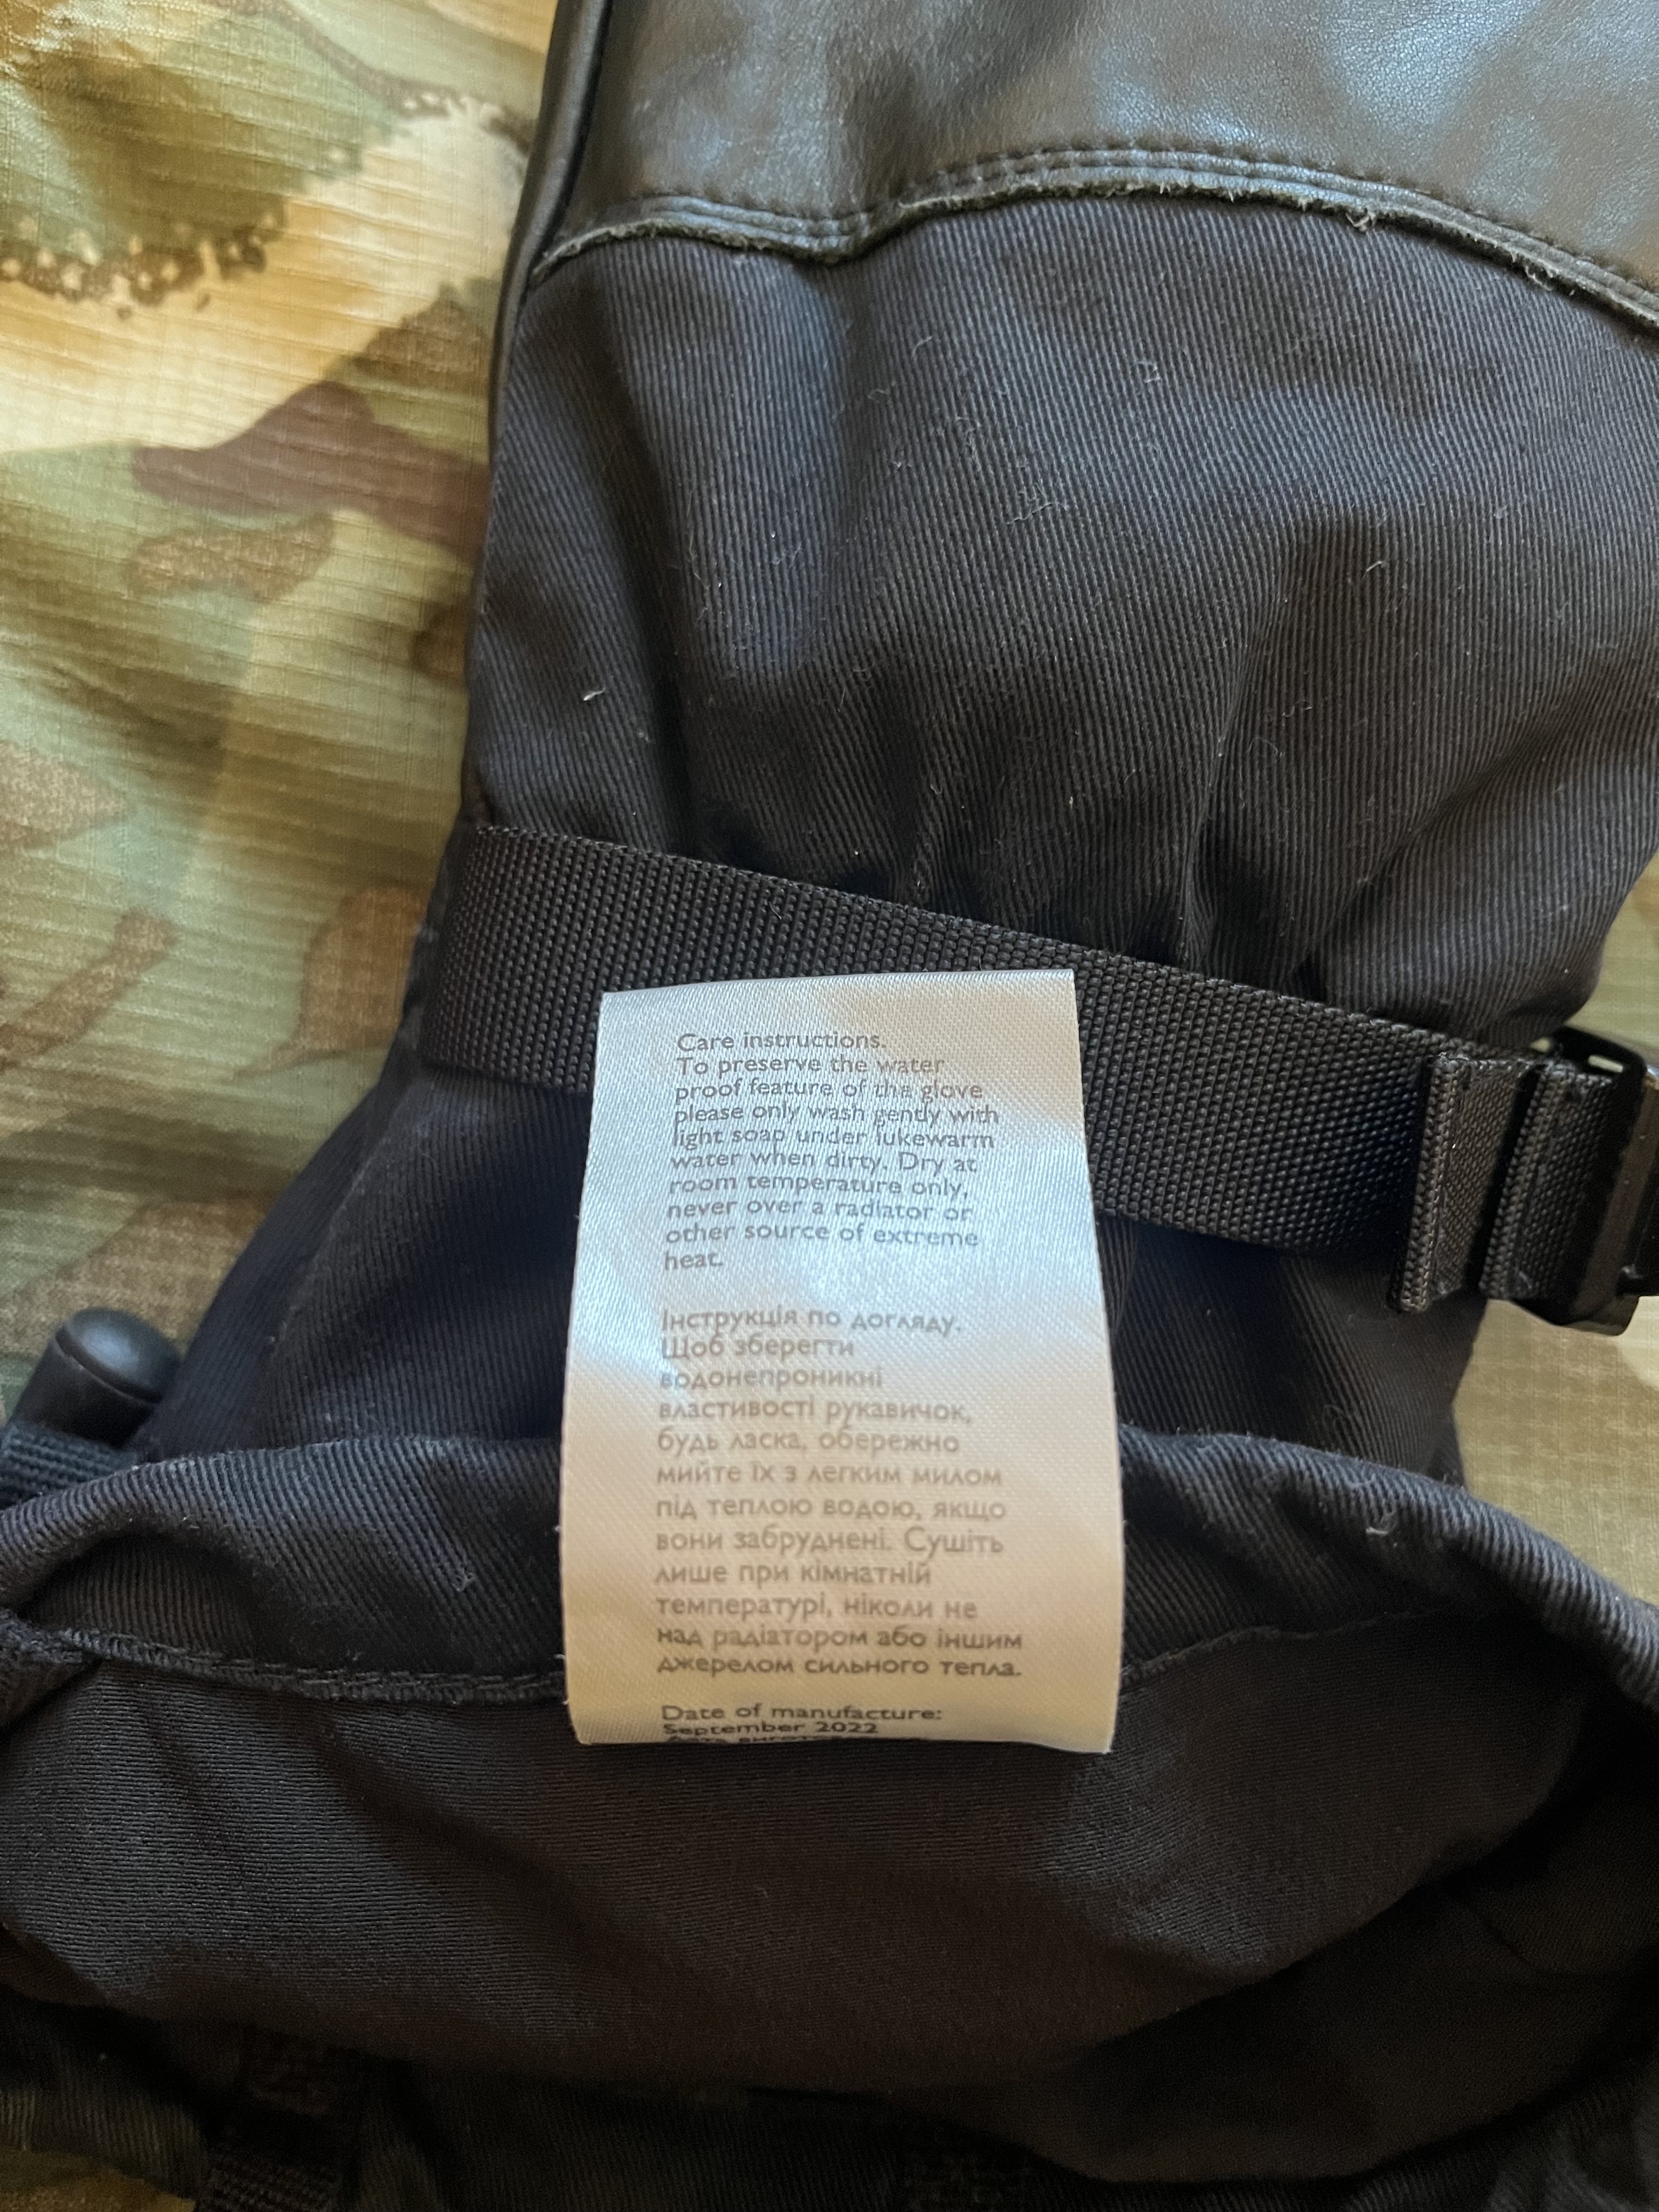 Care instructions.
To preserve the water
proof feature of the glove
please only wash gently with
light soap under lukewarm
water when dirty. Dry at
room temperature only,
never over a radiator or
other source of extreme
heat.
Інструкція по догляду.
Щоб зберегти
водонепроникні
властивості рукавичок,
будь ласка, обережно
мийте їх з легким милом
під теплою водою, якщо
вони забруднені. Сушіть
лише при кімнатній
температурі, ніколи не
над радіатором або іншим
джерелом сильного тепла.
Date of manufacture:
September 2022